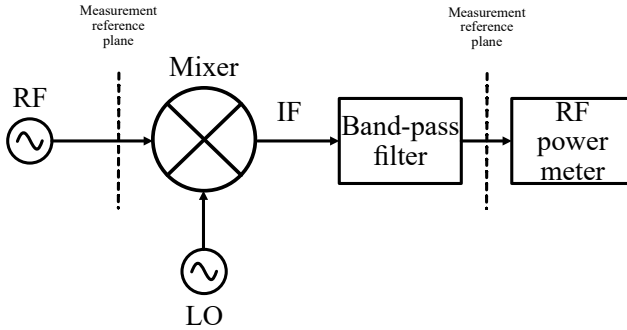 Measurement
reference
plane
Measurement
reference
plane
Mixer
RF
IF
Band-pass
filter
RF
power
meter
LO